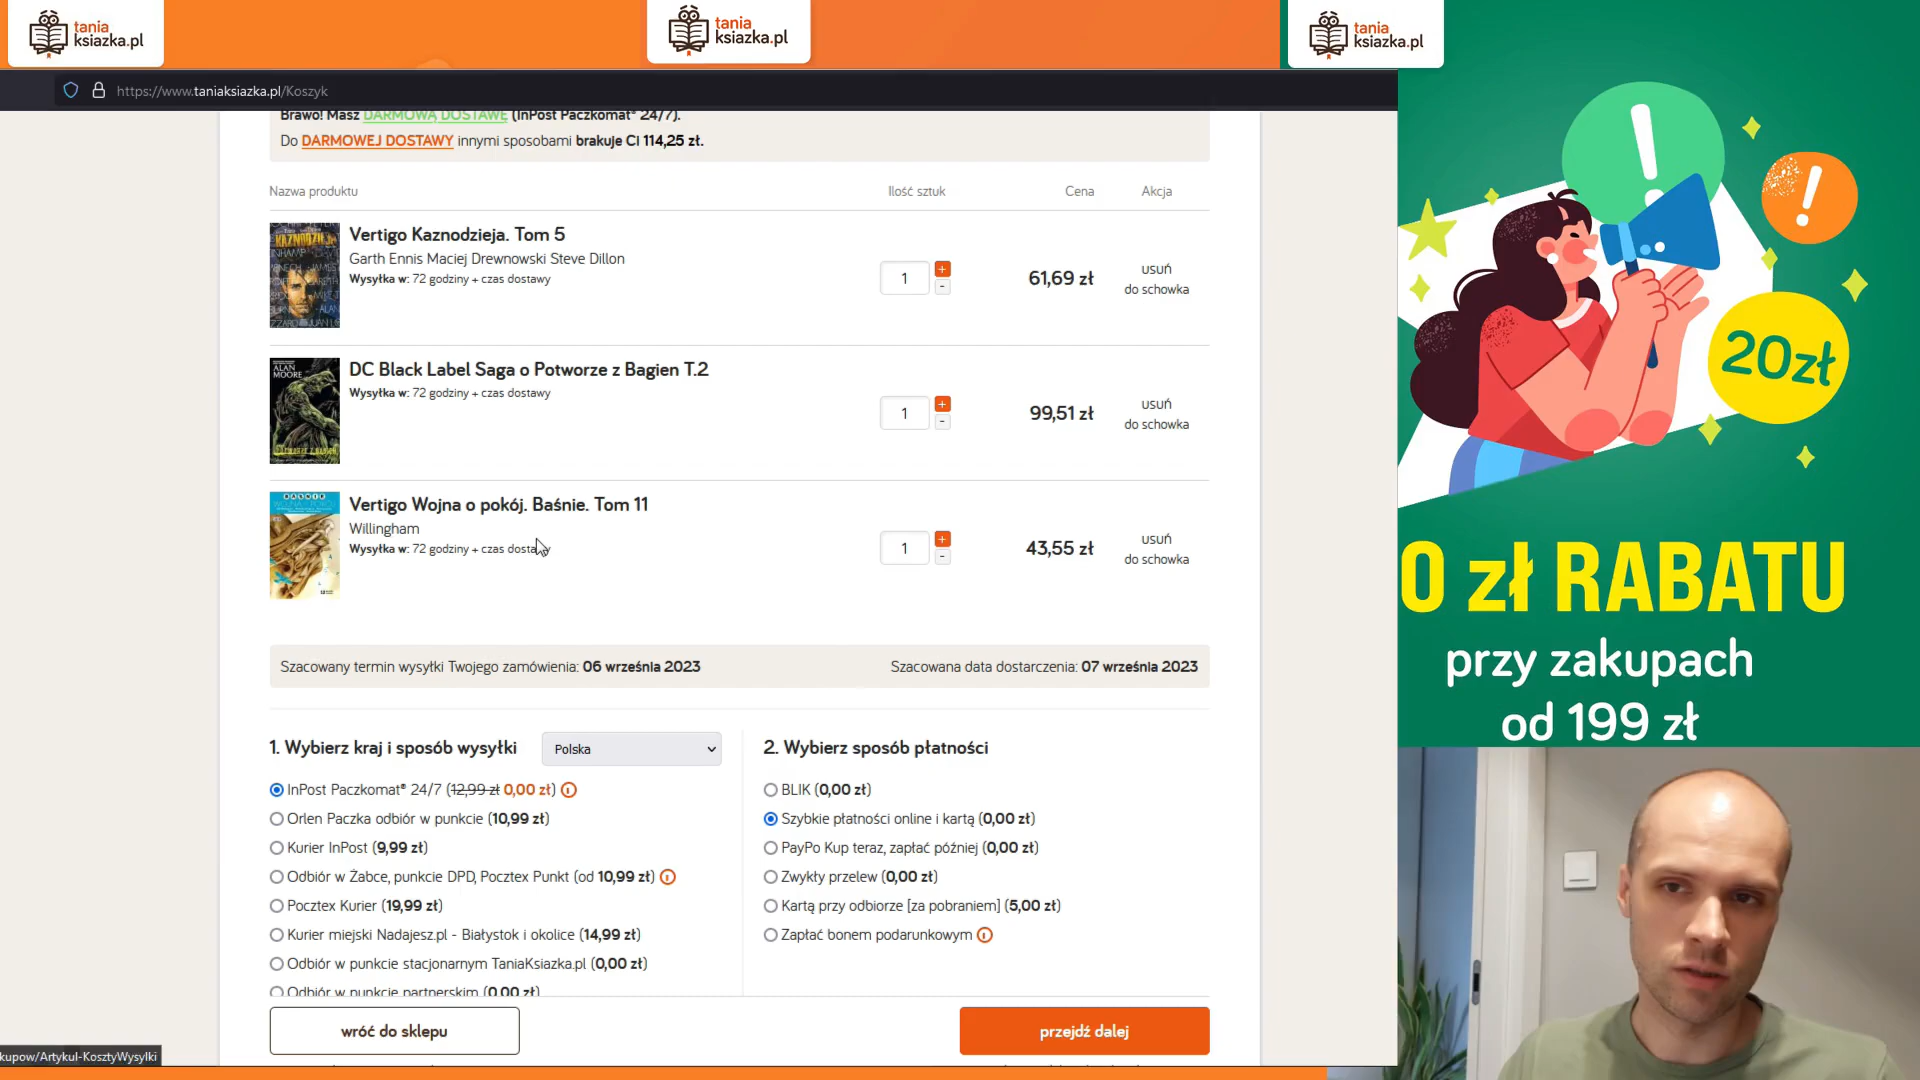 tania
ksiazka.pl
tania
ksiazka.pl
tania
ksiazka.pl
https://www.taniaksiazka.pl/Koszyk
Brawo! Masz DARMOWĄ DOSTAWĘ (InPost Paczkomat® 24/7).
Do DARMOWEJ DOSTAWY innymi sposobami brakuje Ci 114,25 zł.
Nazwa produktu Ilość sztuk Cena Akcja
Vertigo Kaznodzieja. Tom 5
Garth Ennis Maciej Drewnowski Steve Dillon
Wysyłka w: 72 godziny + czas dostawy
1 + - 61,69 zł usuń do schowka
KAZNODZIEJA
DC Black Label Saga o Potworze z Bagien T.2
Wysyłka w: 72 godziny + czas dostawy
1 + - 99,51 zł usuń do schowka
ALAN
MOORE
Vertigo Wojna o pokój. Baśnie. Tom 11
Willingham
Wysyłka w: 72 godziny + czas dostawy
1 + - 43,55 zł usuń do schowka
BAŚNIE
Szacowany termin wysyłki Twojego zamówienia: 06 września 2023 Szacowana data dostarczenia: 07 września 2023
1. Wybierz kraj i sposób wysyłki Polska
InPost Paczkomat® 24/7 (12,99 zł 0,00 zł)
Orlen Paczka odbiór w punkcie (10,99 zł)
Kurier InPost (9,99 zł)
Odbiór w Żabce, punkcie DPD, Pocztex Punkt (od 10,99 zł)
Pocztex Kurier (19,99 zł)
Kurier miejski Nadajesz.pl - Białystok i okolice (14,99 zł)
Odbiór w punkcie stacjonarnym TaniaKsiazka.pl (0,00 zł)
Odbiór w punkcie partnerskim (0,00 zł)
2. Wybierz sposób płatności
BLIK (0,00 zł)
Szybkie płatności online i kartą (0,00 zł)
PayPo Kup teraz, zapłać później (0,00 zł)
Zwykły przelew (0,00 zł)
Kartą przy odbiorze [za pobraniem] (5,00 zł)
Zapłać bonem podarunkowym
wróć do sklepu
przejdź dalej
kupow/Artykul-KosztyWysylki
20zł
0 zł RABATU
przy zakupach
od 199 zł